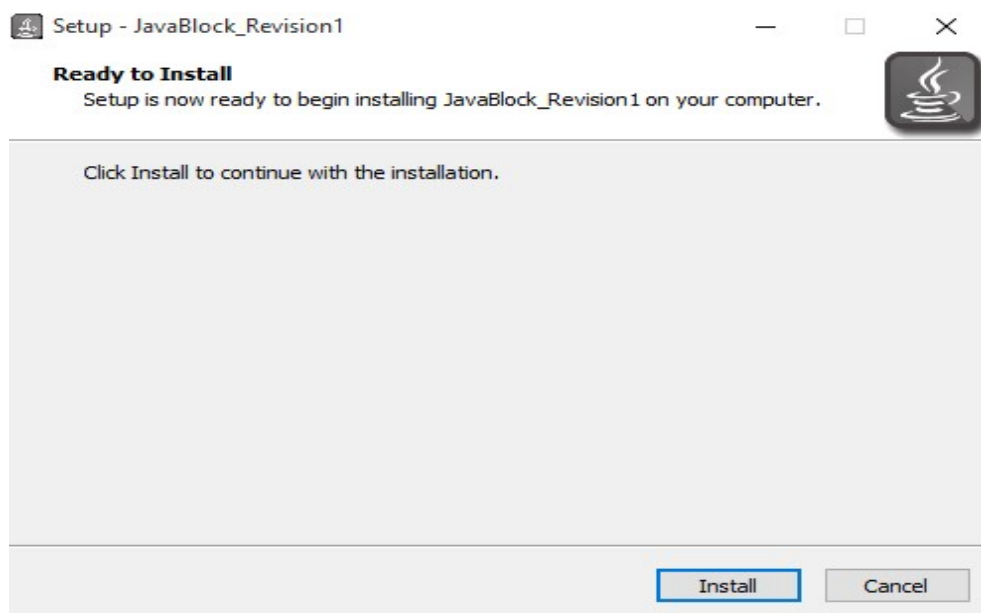 Setup - JavaBlock_Revision1
Ready to Install
Setup is now ready to begin installing JavaBlock_Revision1 on your computer.
Click Install to continue with the installation.
Install
Cancel